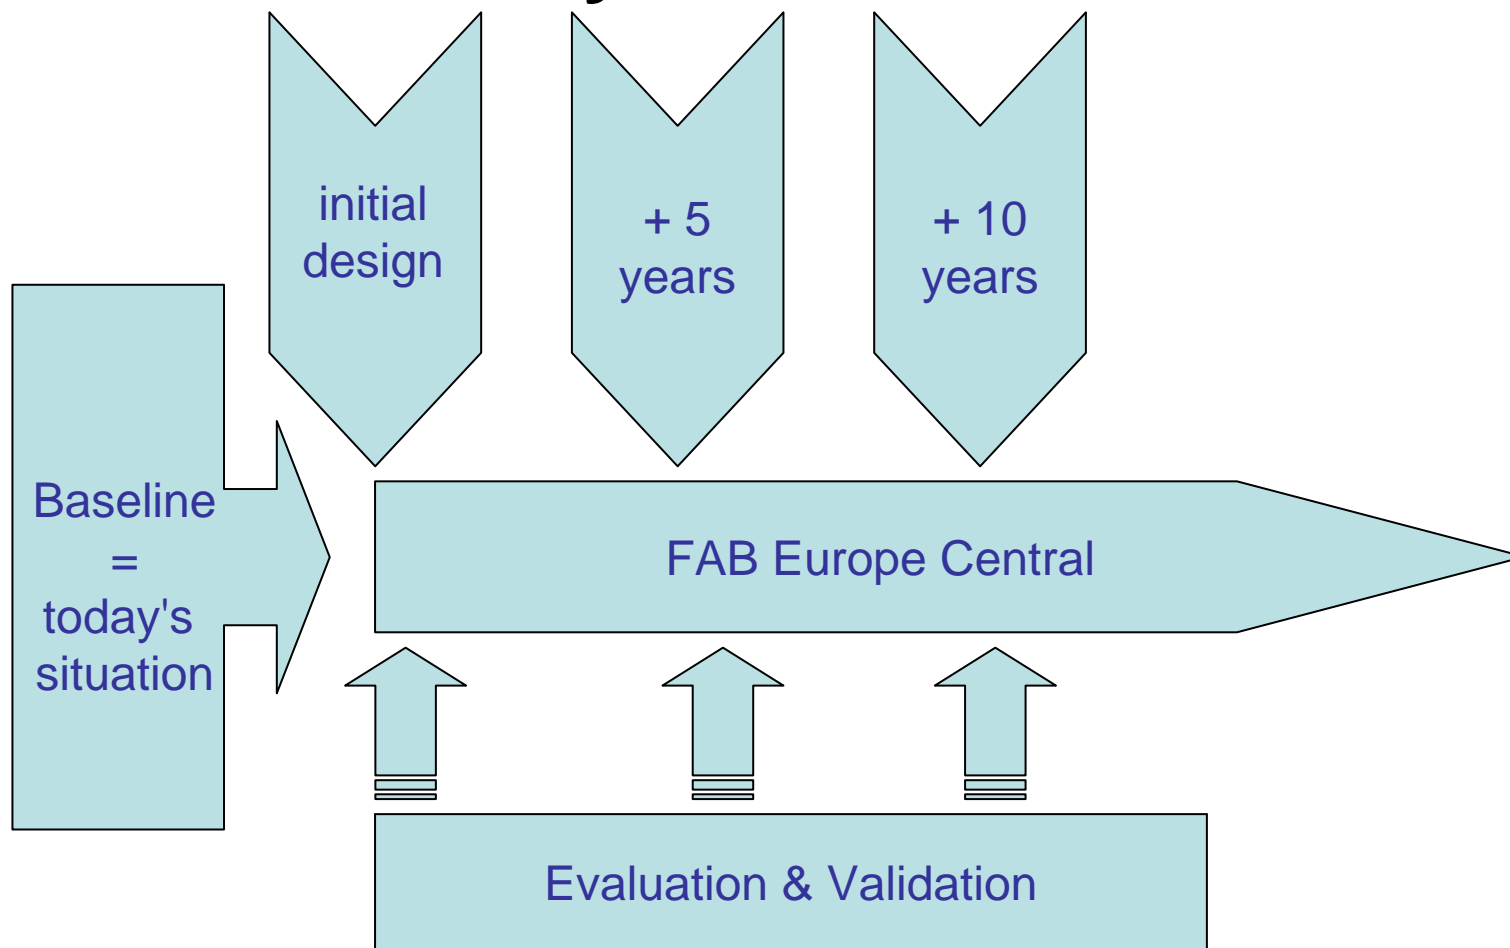 initial
design
+ 5
years
+ 10
years
Baseline
=
today's
situation
FAB Europe Central
Evaluation & Validation